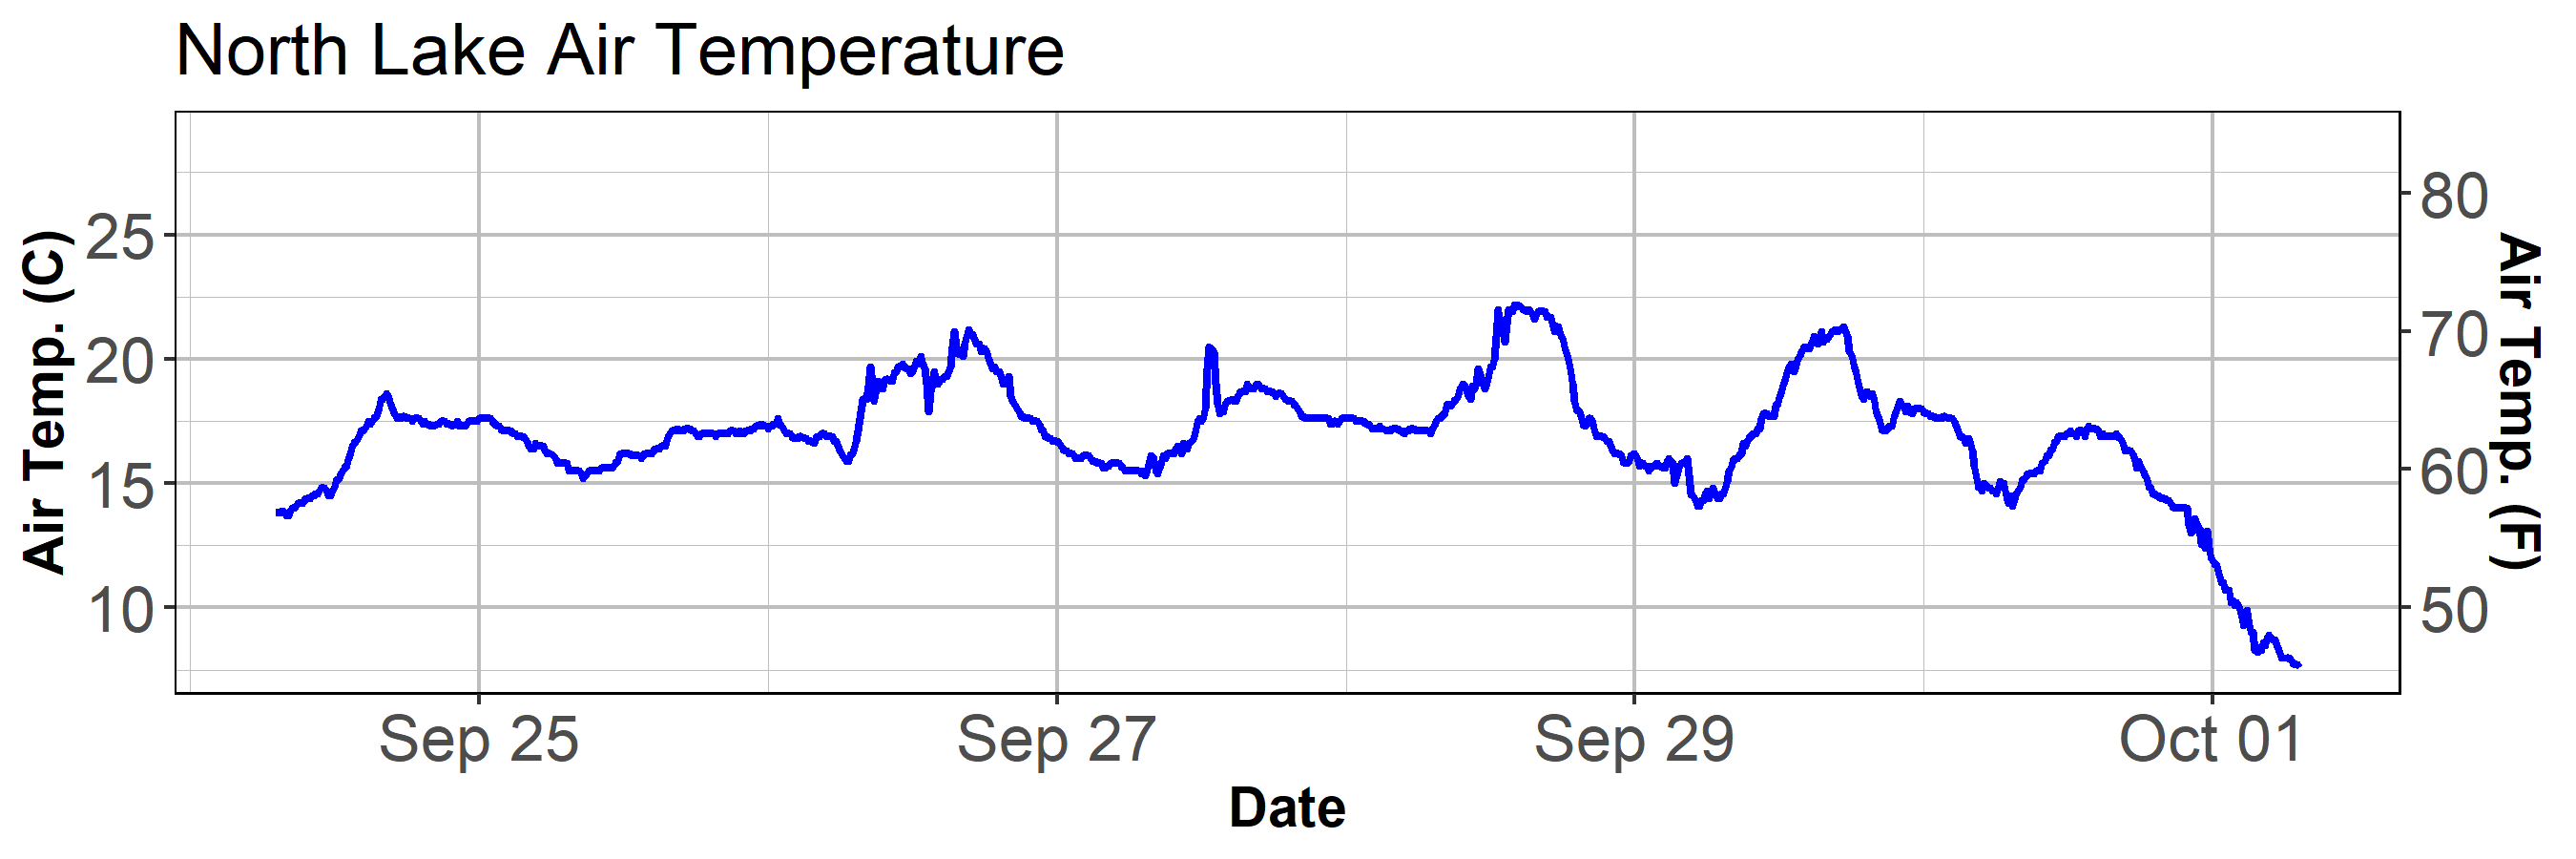 North Lake Air Temperature
Air Temp. (C)
25
20
15
10
80
70
60
50
Air Temp. (F)
Sep 25
Sep 27
Sep 29
Oct 01
Date